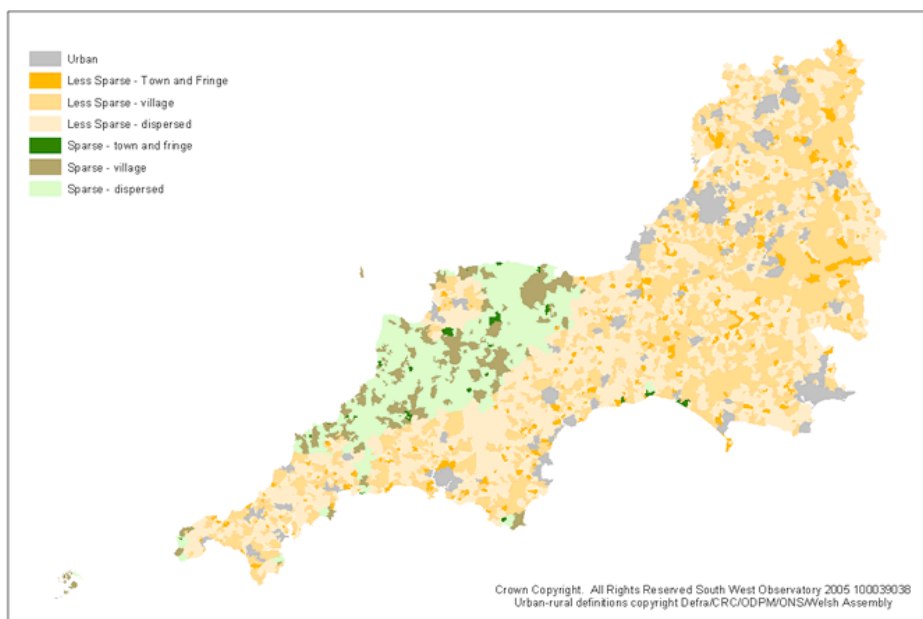 Urban
Less Sparse - Town and Fringe
Less Sparse - village
Less Sparse - dispersed
Sparse - town and fringe
Sparse - village
Sparse - dispersed
Crown Copyright. All Rights Reserved South West Observatory 2005 100039038
Urban-rural definitions copyright Defra/CRC/ODPM/ONS/Welsh Assembly